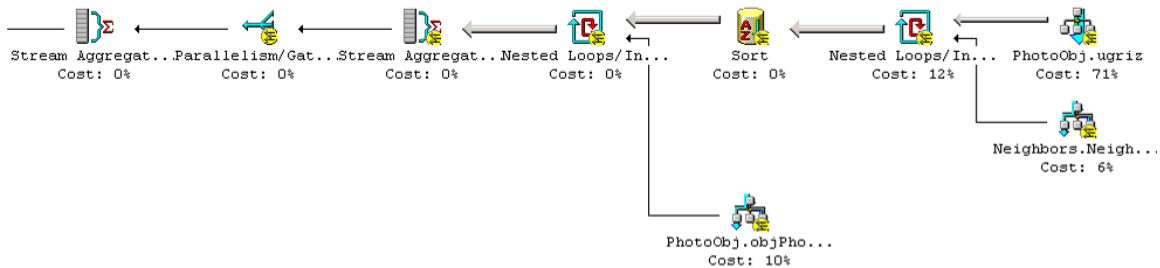 Stream Aggregat... Parallelism/Gat... Stream Aggregat... Nested Loops/In... Sort Nested Loops/In... PhotoObj.ugriz
Cost: 0% Cost: 0% Cost: 0% Cost: 0% Cost: 0% Cost: 12% Cost: 71%
Neighbors.Neigh...
Cost: 6%
PhotoObj.objPho...
Cost: 10%